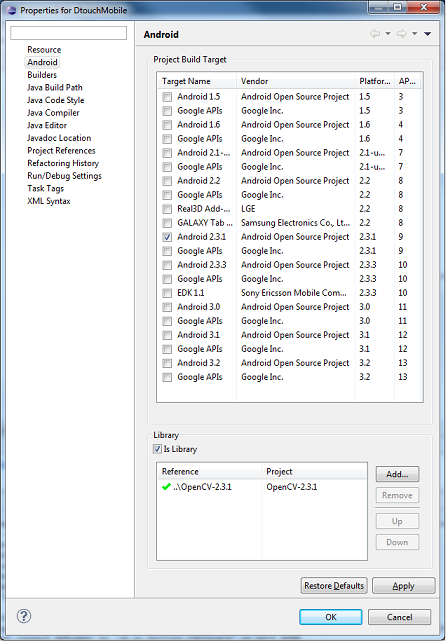 Properties for DtouchMobile
Resource
Android
Builders
Java Build Path
Java Code Style
Java Compiler
Java Editor
Javadoc Location
Project References
Refactoring History
Run/Debug Settings
Task Tags
XML Syntax
Android
Project Build Target
Target Name Vendor Platfor... AP...
Android 1.5 Android Open Source Project 1.5 3
Google APIs Google Inc. 1.5 3
Android 1.6 Android Open Source Project 1.6 4
Google APIs Google Inc. 1.6 4
Android 2.1-... Android Open Source Project 2.1-u... 7
Google APIs Google Inc. 2.1-u... 7
Android 2.2 Android Open Source Project 2.2 8
Google APIs Google Inc. 2.2 8
Real3D Add-... LGE 2.2 8
GALAXY Tab ... Samsung Electronics Co., Lt... 2.2 8
Android 2.3.1 Android Open Source Project 2.3.1 9
Google APIs Google Inc. 2.3.1 9
Android 2.3.3 Android Open Source Project 2.3.3 10
Google APIs Google Inc. 2.3.3 10
EDK 1.1 Sony Ericsson Mobile Com... 2.3.3 10
Android 3.0 Android Open Source Project 3.0 11
Google APIs Google Inc. 3.0 11
Android 3.1 Android Open Source Project 3.1 12
Google APIs Google Inc. 3.1 12
Android 3.2 Android Open Source Project 3.2 13
Google APIs Google Inc. 3.2 13
Library
Is Library
Reference Project
..\OpenCV-2.3.1 OpenCV-2.3.1
Add...
Remove
Up
Down
Restore Defaults Apply
OK Cancel